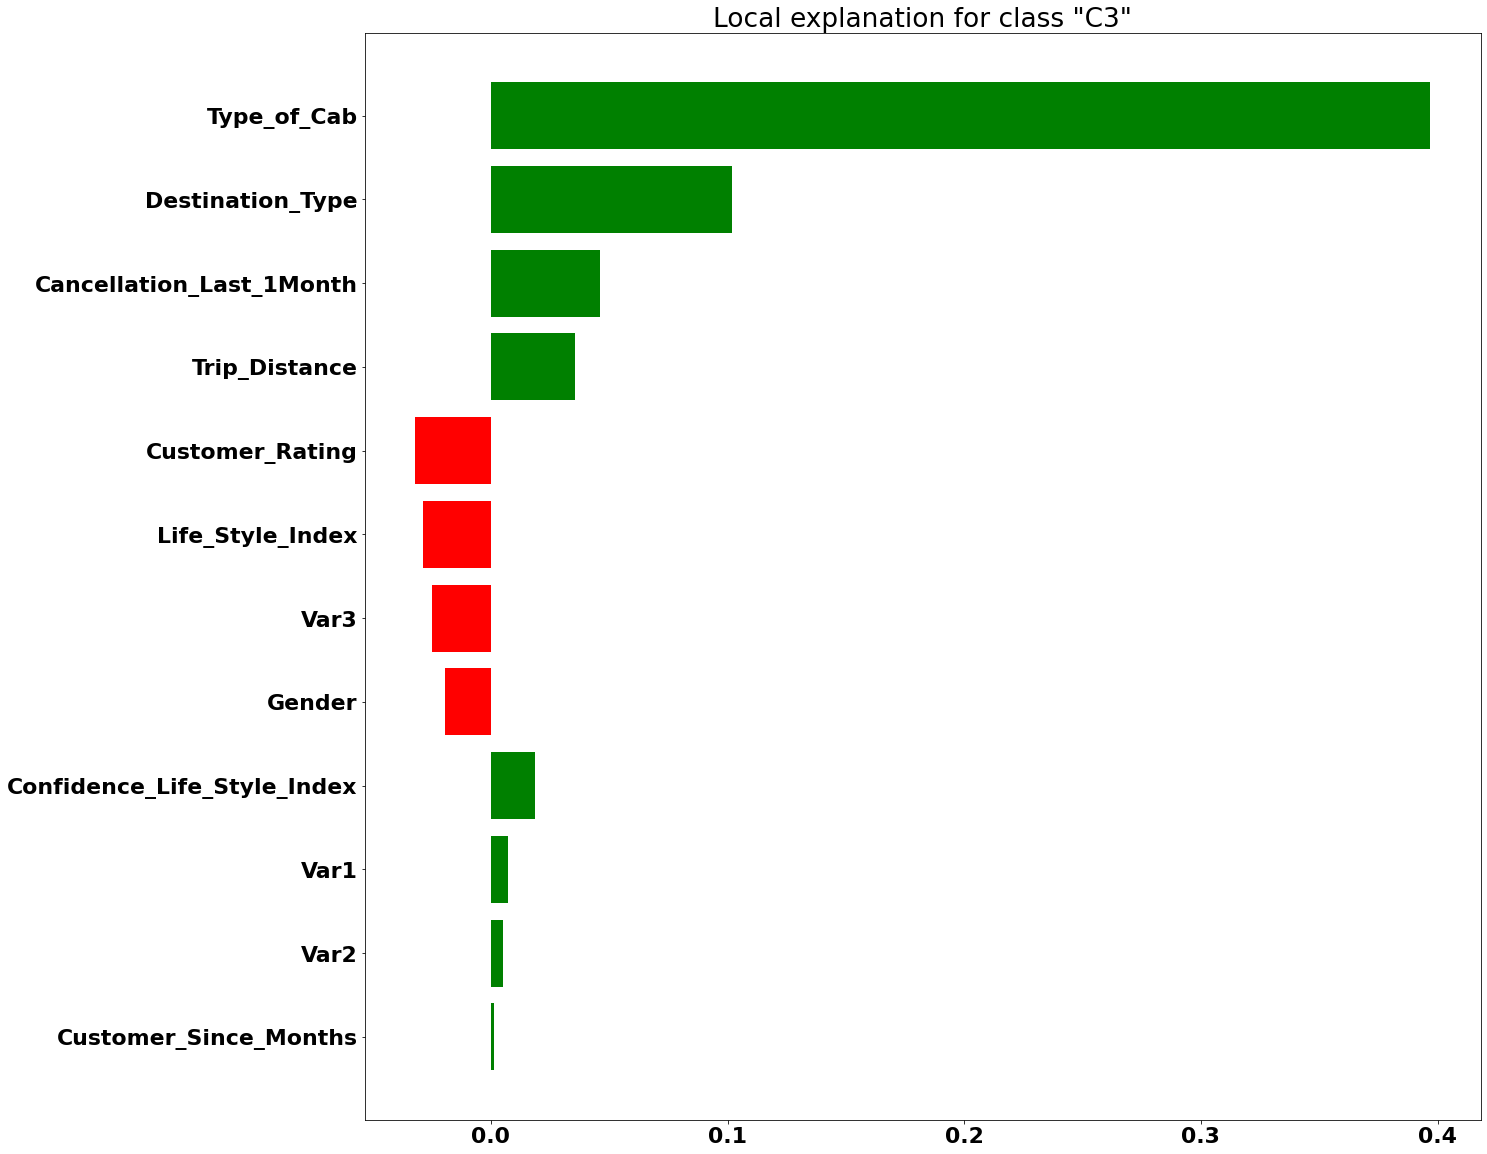 Local explanation for class "C3"
Type_of_Cab
Destination_Type
Cancellation_Last_1Month
Trip_Distance
Customer_Rating
Life_Style_Index
Var3
Gender
Confidence_Life_Style_Index
Var1
Var2
Customer_Since_Months
0.0 0.1 0.2 0.3 0.4